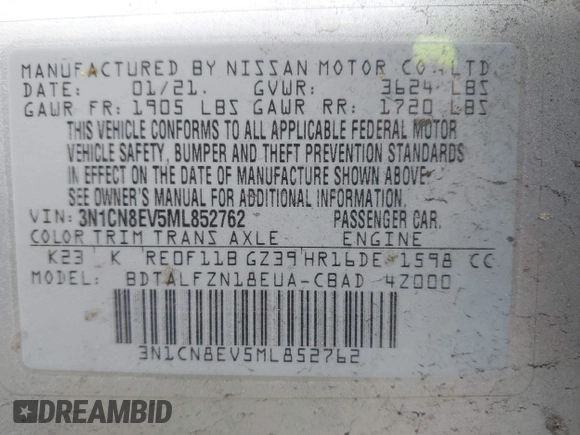 MANUFACTURED BY NISSAN MOTOR CO., LTD
DATE: 01/21. GVWR: 3624 LBS
GAWR FR: 1905 LBS GAWR RR: 1720 LBS
THIS VEHICLE CONFORMS TO ALL APPLICABLE FEDERAL MOTOR
VEHICLE SAFETY, BUMPER AND THEFT PREVENTION STANDARDS
IN EFFECT ON THE DATE OF MANUFACTURE SHOWN ABOVE.
SEE OWNER'S MANUAL FOR ADDITIONAL INFORMATION.
VIN: 3N1CN8EV5ML852762 PASSENGER CAR.
COLOR TRIM TRANS AXLE ENGINE
K23 K RE0F11B GZ39 HR16DE 1598 CC
MODEL: BDTALFZN18EUA-CBAD 4Z000
3N1CN8EV5ML852762
DREAMBID